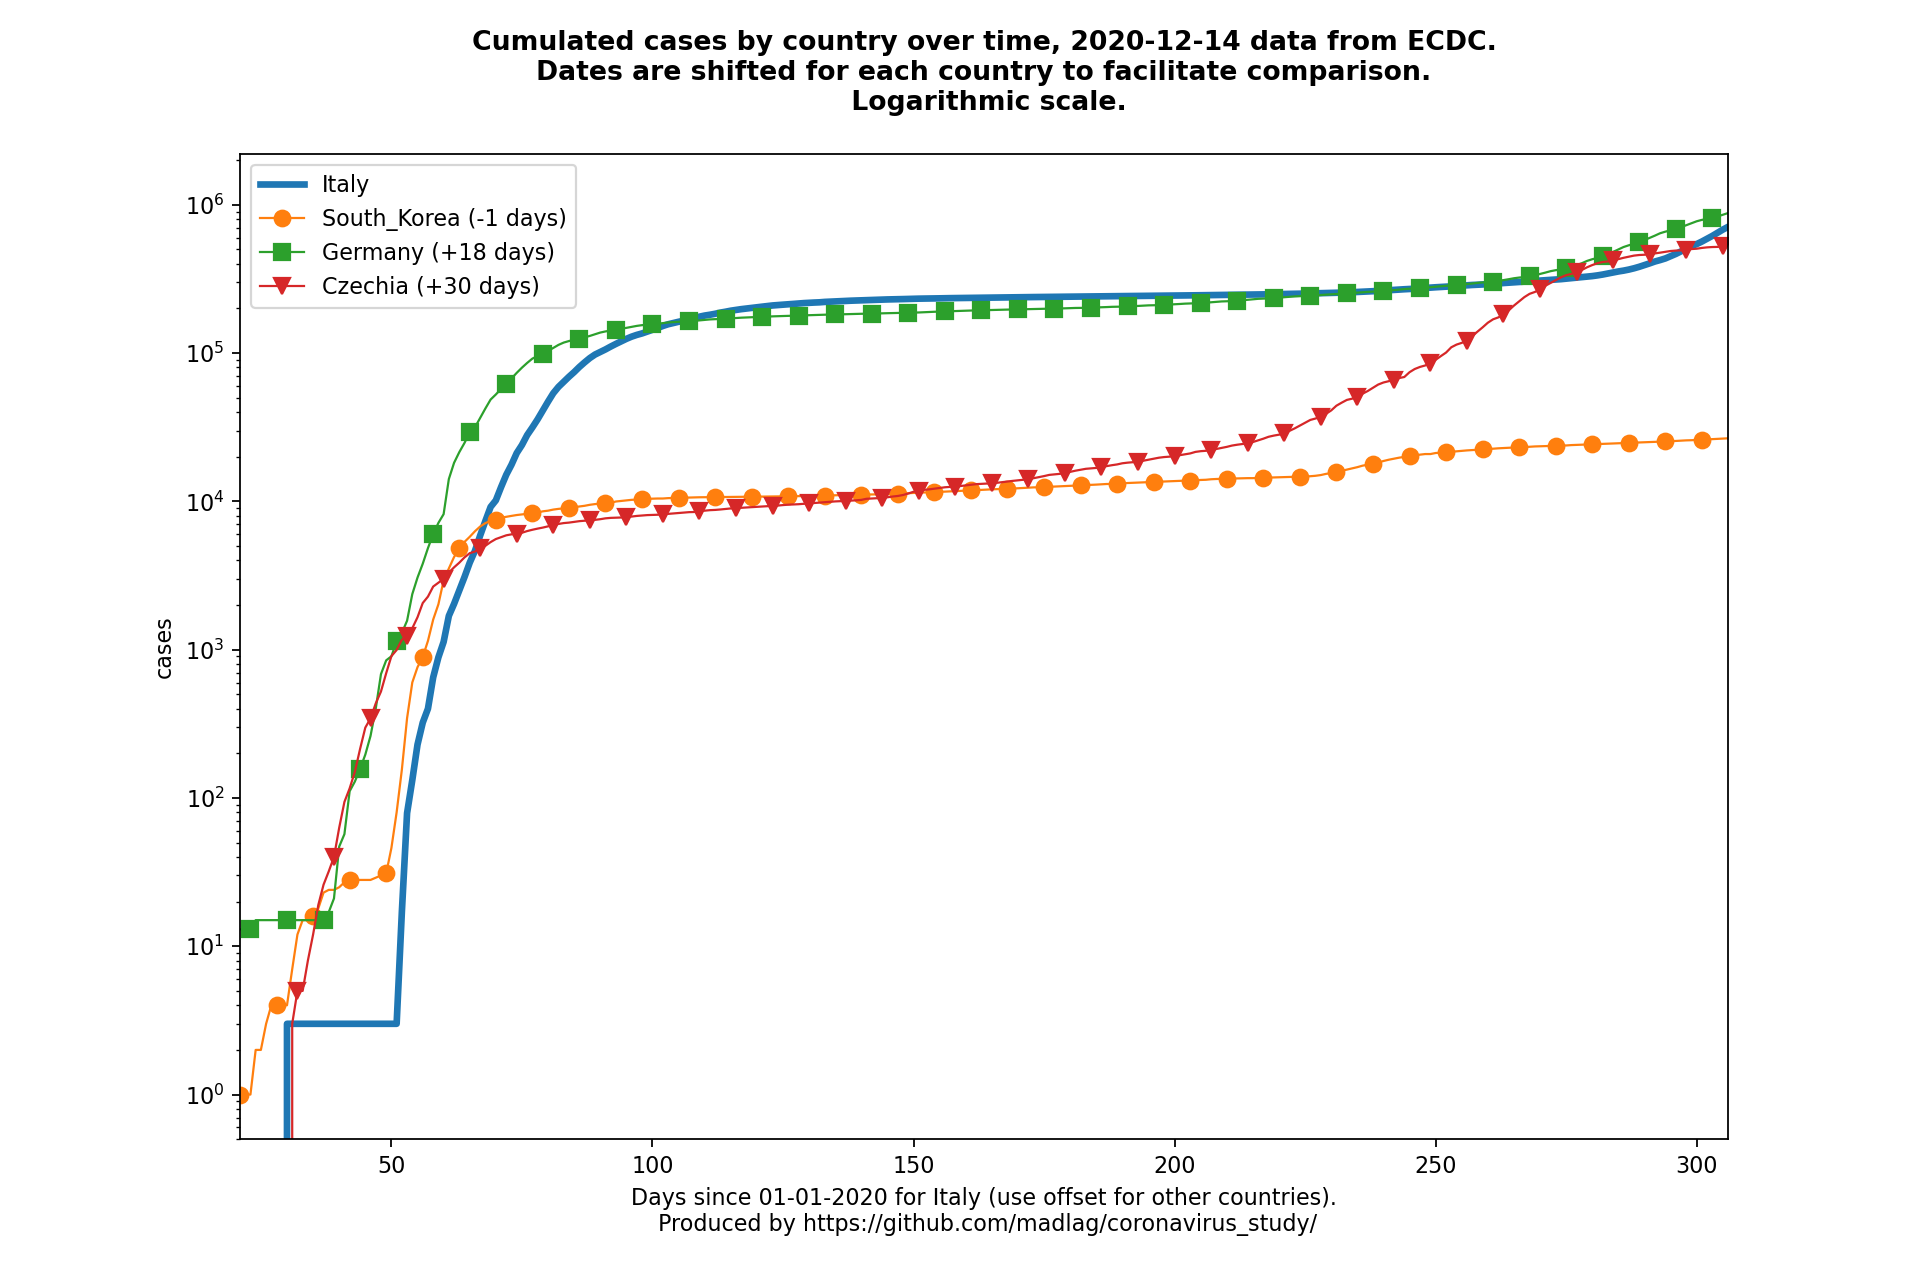 Cumulated cases by country over time, 2020-12-14 data from ECDC.
Dates are shifted for each country to facilitate comparison.
Logarithmic scale.
Italy
South_Korea (-1 days)
Germany (+18 days)
Czechia (+30 days)
10^6
10^5
10^4
10^3
10^2
10^1
10^0
cases
50 100 150 200 250 300
Days since 01-01-2020 for Italy (use offset for other countries).
Produced by https://github.com/madlag/coronavirus_study/